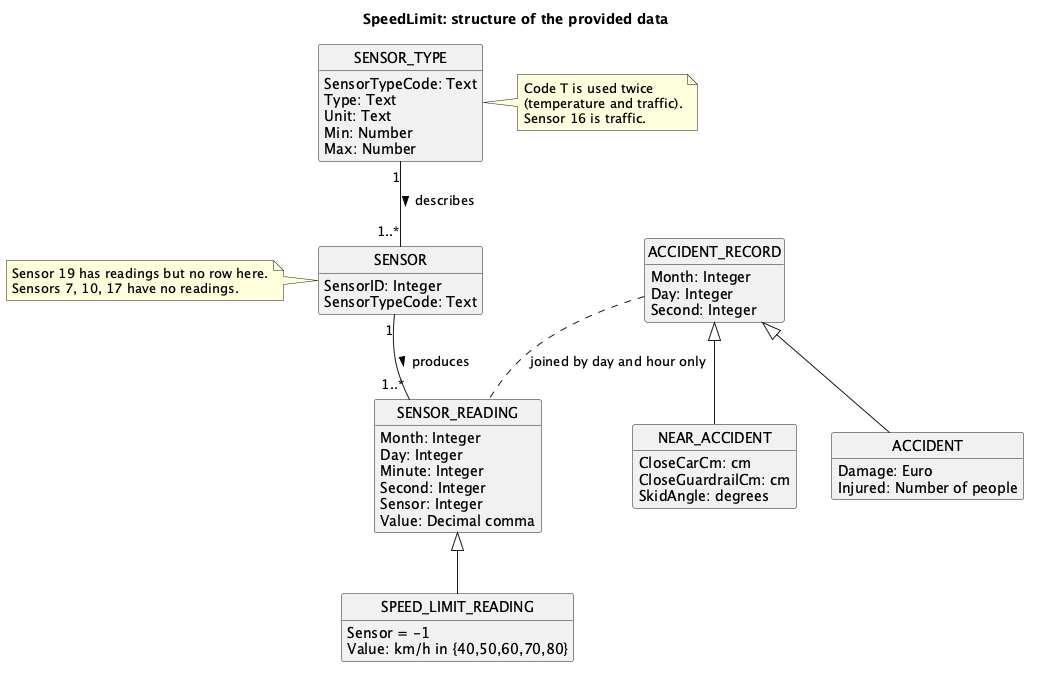 SpeedLimit: structure of the provided data
SENSOR_TYPE
SensorTypeCode: Text
Type: Text
Unit: Text
Min: Number
Max: Number
Code T is used twice
(temperature and traffic).
Sensor 16 is traffic.
1
describes
1..*
SENSOR
SensorID: Integer
SensorTypeCode: Text
Sensor 19 has readings but no row here.
Sensors 7, 10, 17 have no readings.
ACCIDENT_RECORD
Month: Integer
Day: Integer
Second: Integer
1
produces
1..*
joined by day and hour only
SENSOR_READING
Month: Integer
Day: Integer
Minute: Integer
Second: Integer
Sensor: Integer
Value: Decimal comma
NEAR_ACCIDENT
CloseCarCm: cm
CloseGuardrailCm: cm
SkidAngle: degrees
ACCIDENT
Damage: Euro
Injured: Number of people
SPEED_LIMIT_READING
Sensor = −1
Value: km/h in {40,50,60,70,80}